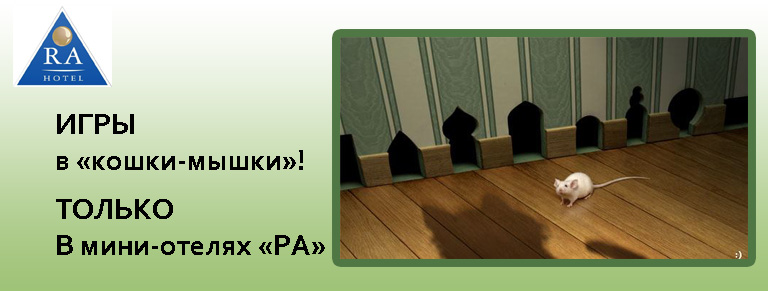 RA
HOTEL
ИГРЫ
в «кошки-мышки»!
ТОЛЬКО
В мини-отелях «РА»
:)